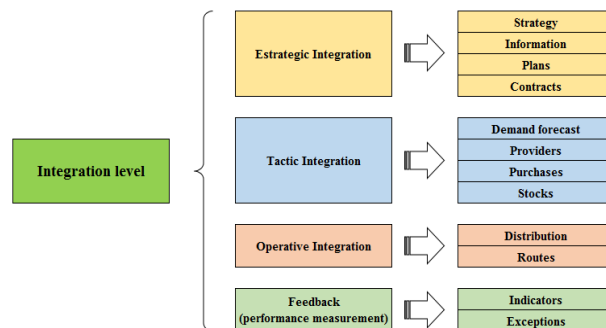 Integration level
Estrategic Integration
Strategy
Information
Plans
Contracts
Tactic Integration
Demand forecast
Providers
Purchases
Stocks
Operative Integration
Distribution
Routes
Feedback
(performance measurement)
Indicators
Exceptions